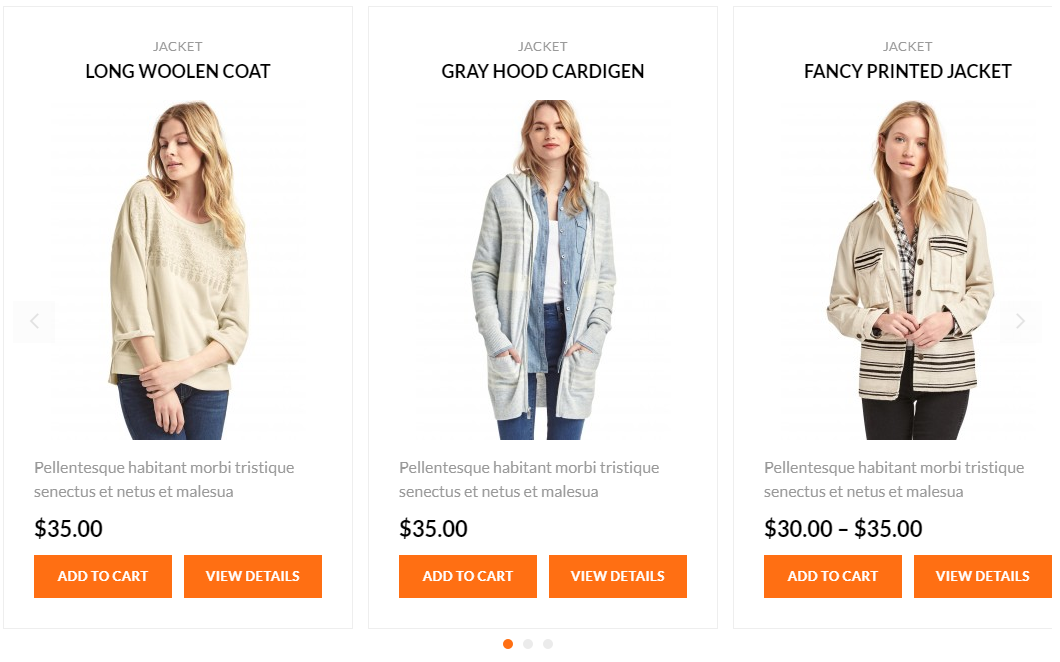 JACKET
LONG WOOLEN COAT
Pellentesque habitant morbi tristique
senectus et netus et malesua
$35.00
ADD TO CART
VIEW DETAILS
JACKET
GRAY HOOD CARDIGEN
Pellentesque habitant morbi tristique
senectus et netus et malesua
$35.00
ADD TO CART
VIEW DETAILS
JACKET
FANCY PRINTED JACKET
Pellentesque habitant morbi tristique
senectus et netus et malesua
$30.00 – $35.00
ADD TO CART
VIEW DETAILS